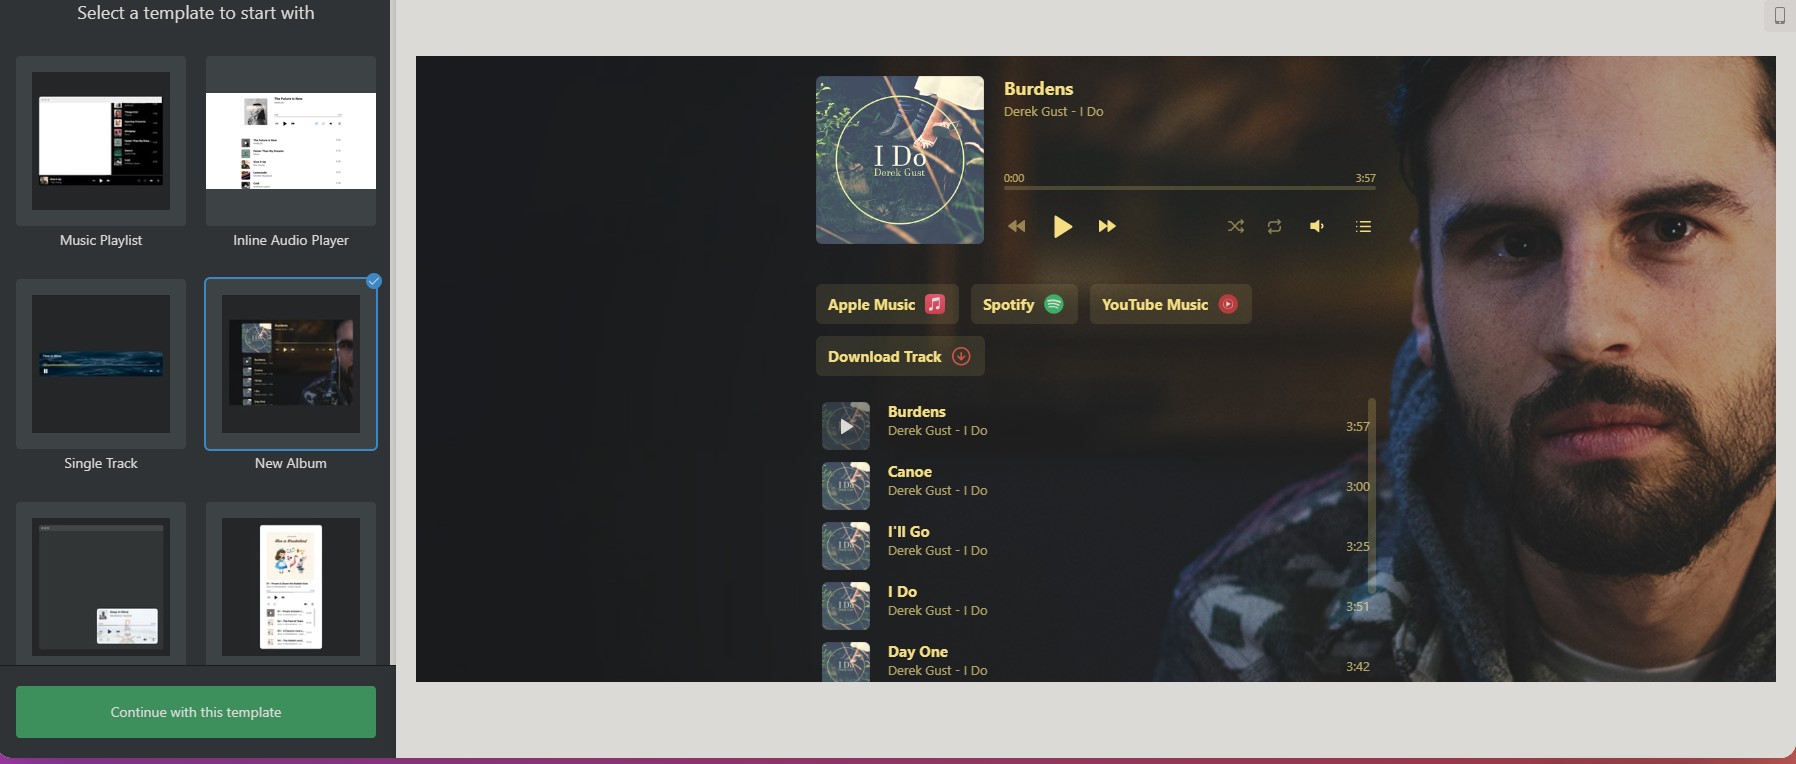 Select a template to start with
Music Playlist
Inline Audio Player
Single Track
New Album
Continue with this template
I Do
Derek Gust
Burdens
Derek Gust - I Do
0:00
3:57
Apple Music
Spotify
YouTube Music
Download Track
Burdens
Derek Gust - I Do
3:57
Canoe
Derek Gust - I Do
3:00
I'll Go
Derek Gust - I Do
3:25
I Do
Derek Gust - I Do
3:51
Day One
Derek Gust - I Do
3:42